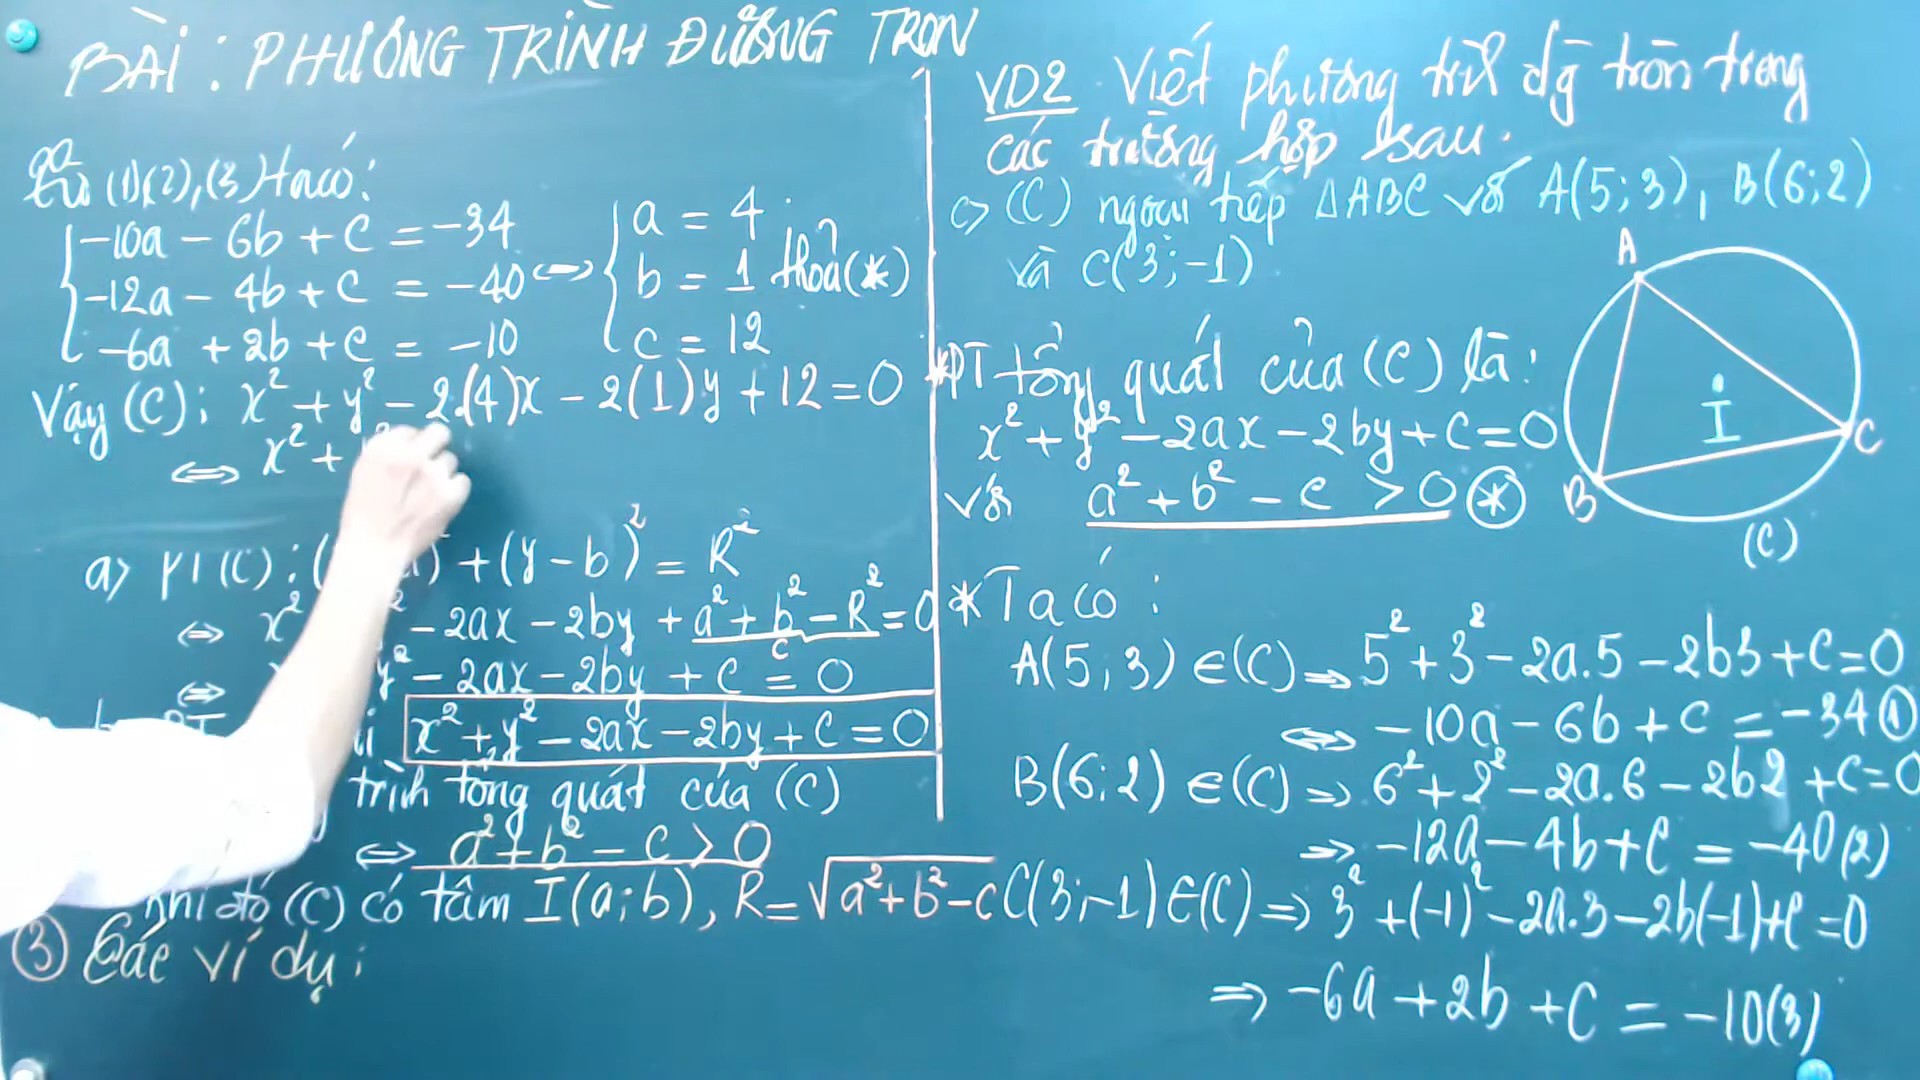 BÀI : PHƯƠNG TRÌNH ĐƯỜNG TRÒN
Từ (1)(2),(3) ta có:
-10a - 6b + C = -34
-12a - 4b + C = -40
-6a + 2b + C = -10
⇔
a = 4
b = 1 thoả (*)
C = 12
Vậy (C): x² + y² - 2.(4)x - 2(1)y + 12 = 0
⇔ x² +
a> PT (C) : ( + (y - b)² = R²
⇔ x² - 2ax - 2by + a² + b² - R² = 0
C
⇔ y² - 2ax - 2by + C = 0
x² + y² - 2ax - 2by + C = 0
trình tổng quát của (C)
⇔ a² + b² - C > 0
Khi đó (C) có tâm I(a;b), R = √a² + b² - C
③ Các ví dụ:
VD2 Viết phương trh đg tròn trong
các trường hợp sau.
c> (C) ngoại tiếp ΔABC với A(5;3), B(6;2)
và C(3;-1)
*PT tổng quát của (C) là:
x² + y² - 2ax - 2by + C = 0
với a² + b² - C > 0 (*)
A
B
C
I
(C)
*Ta có :
A(5;3) ∈(C) ⇒ 5² + 3² - 2a.5 - 2b3 + C = 0
⇔ -10a - 6b + C = -34 (1)
B(6;2) ∈(C) ⇒ 6² + 2² - 2a.6 - 2b2 + C = 0
⇒ -12a - 4b + C = -40 (2)
C(3;-1) ∈(C) ⇒ 3² + (-1)² - 2a.3 - 2b(-1) + C = 0
⇒ -6a + 2b + C = -10 (3)